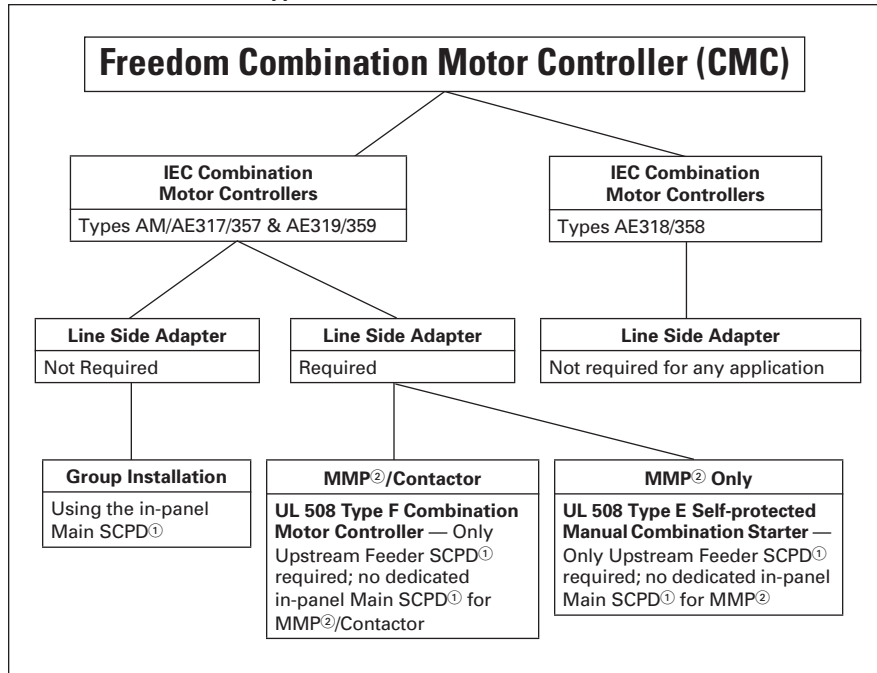 Freedom Combination Motor Controller (CMC)
IEC Combination
Motor Controllers
Types AM/AE317/357 & AE319/359
IEC Combination
Motor Controllers
Types AE318/358
Line Side Adapter
Not Required
Line Side Adapter
Required
Line Side Adapter
Not required for any application
Group Installation
Using the in-panel
Main SCPD①
MMP②/Contactor
UL 508 Type F Combination
Motor Controller — Only
Upstream Feeder SCPD①
required; no dedicated
in-panel Main SCPD① for
MMP②/Contactor
MMP② Only
UL 508 Type E Self-protected
Manual Combination Starter —
Only Upstream Feeder SCPD①
required; no dedicated in-panel
Main SCPD① for MMP②